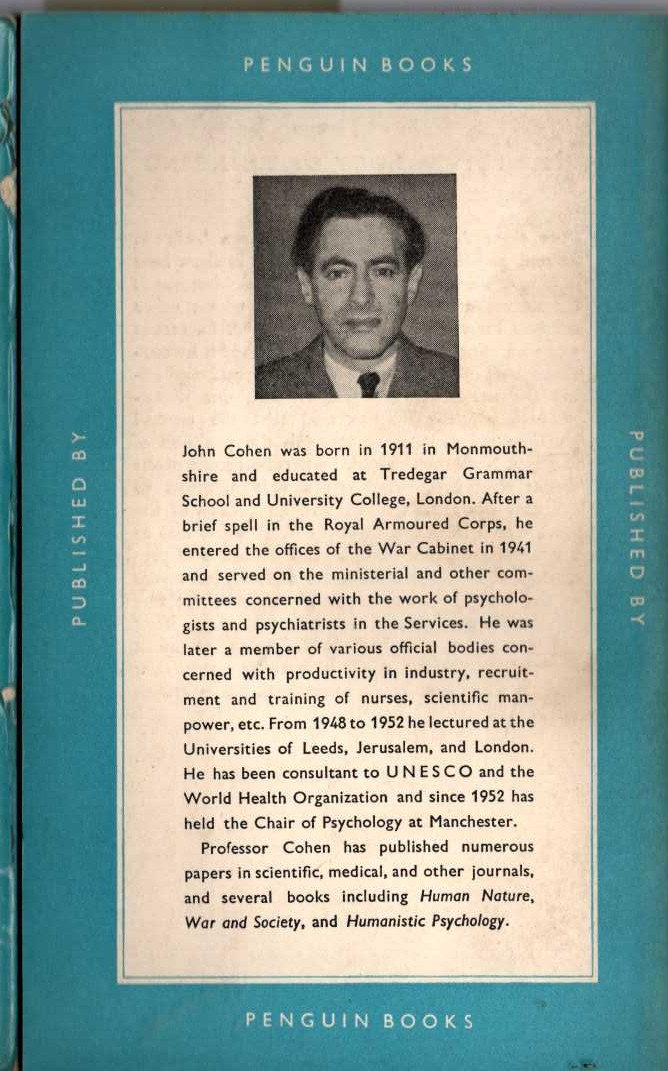 PENGUIN BOOKS
PUBLISHED BY
PUBLISHED BY
John Cohen was born in 1911 in Monmouth-
shire and educated at Tredegar Grammar
School and University College, London. After a
brief spell in the Royal Armoured Corps, he
entered the offices of the War Cabinet in 1941
and served on the ministerial and other com-
mittees concerned with the work of psycholo-
gists and psychiatrists in the Services. He was
later a member of various official bodies con-
cerned with productivity in industry, recruit-
ment and training of nurses, scientific man-
power, etc. From 1948 to 1952 he lectured at the
Universities of Leeds, Jerusalem, and London.
He has been consultant to UNESCO and the
World Health Organization and since 1952 has
held the Chair of Psychology at Manchester.
Professor Cohen has published numerous
papers in scientific, medical, and other journals,
and several books including Human Nature,
War and Society, and Humanistic Psychology.
PENGUIN BOOKS